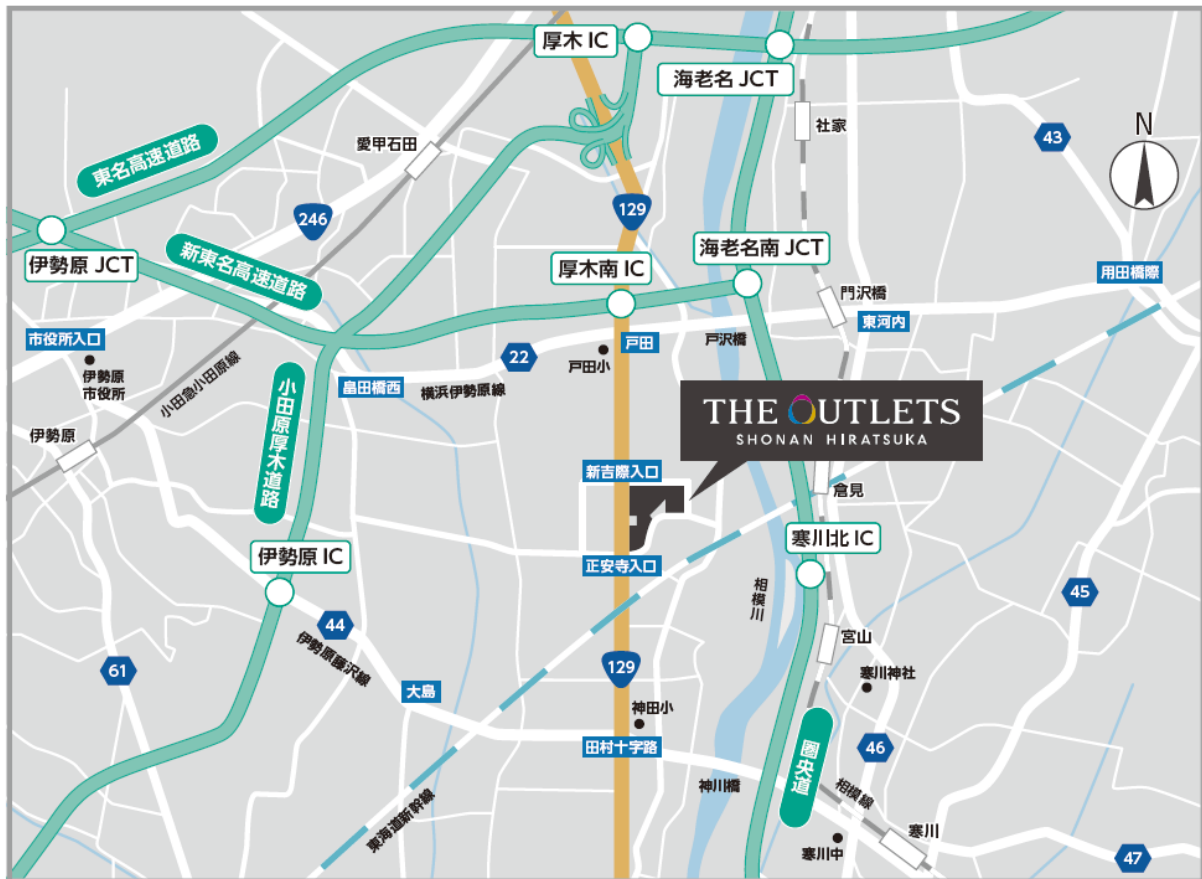 厚木 IC
海老名 JCT
社家
43
N
愛甲石田
東名高速道路
246
129
新東名高速道路
伊勢原 JCT
海老名南 JCT
厚木南 IC
用田橋際
門沢橋
東河内
市役所入口
伊勢原
市役所
小田急小田原線
戸田
戸沢橋
22
戸田小
畠田橋西
横浜伊勢原線
小田原厚木道路
THE OUTLETS
SHONAN HIRATSUKA
伊勢原
新吉際入口
倉見
寒川北 IC
伊勢原 IC
正安寺入口
相模川
45
44
伊勢原藤沢線
宮山
61
129
寒川神社
大島
神田小
田村十字路
46
圏央道
神川橋
相模線
東海道新幹線
寒川
寒川中
47